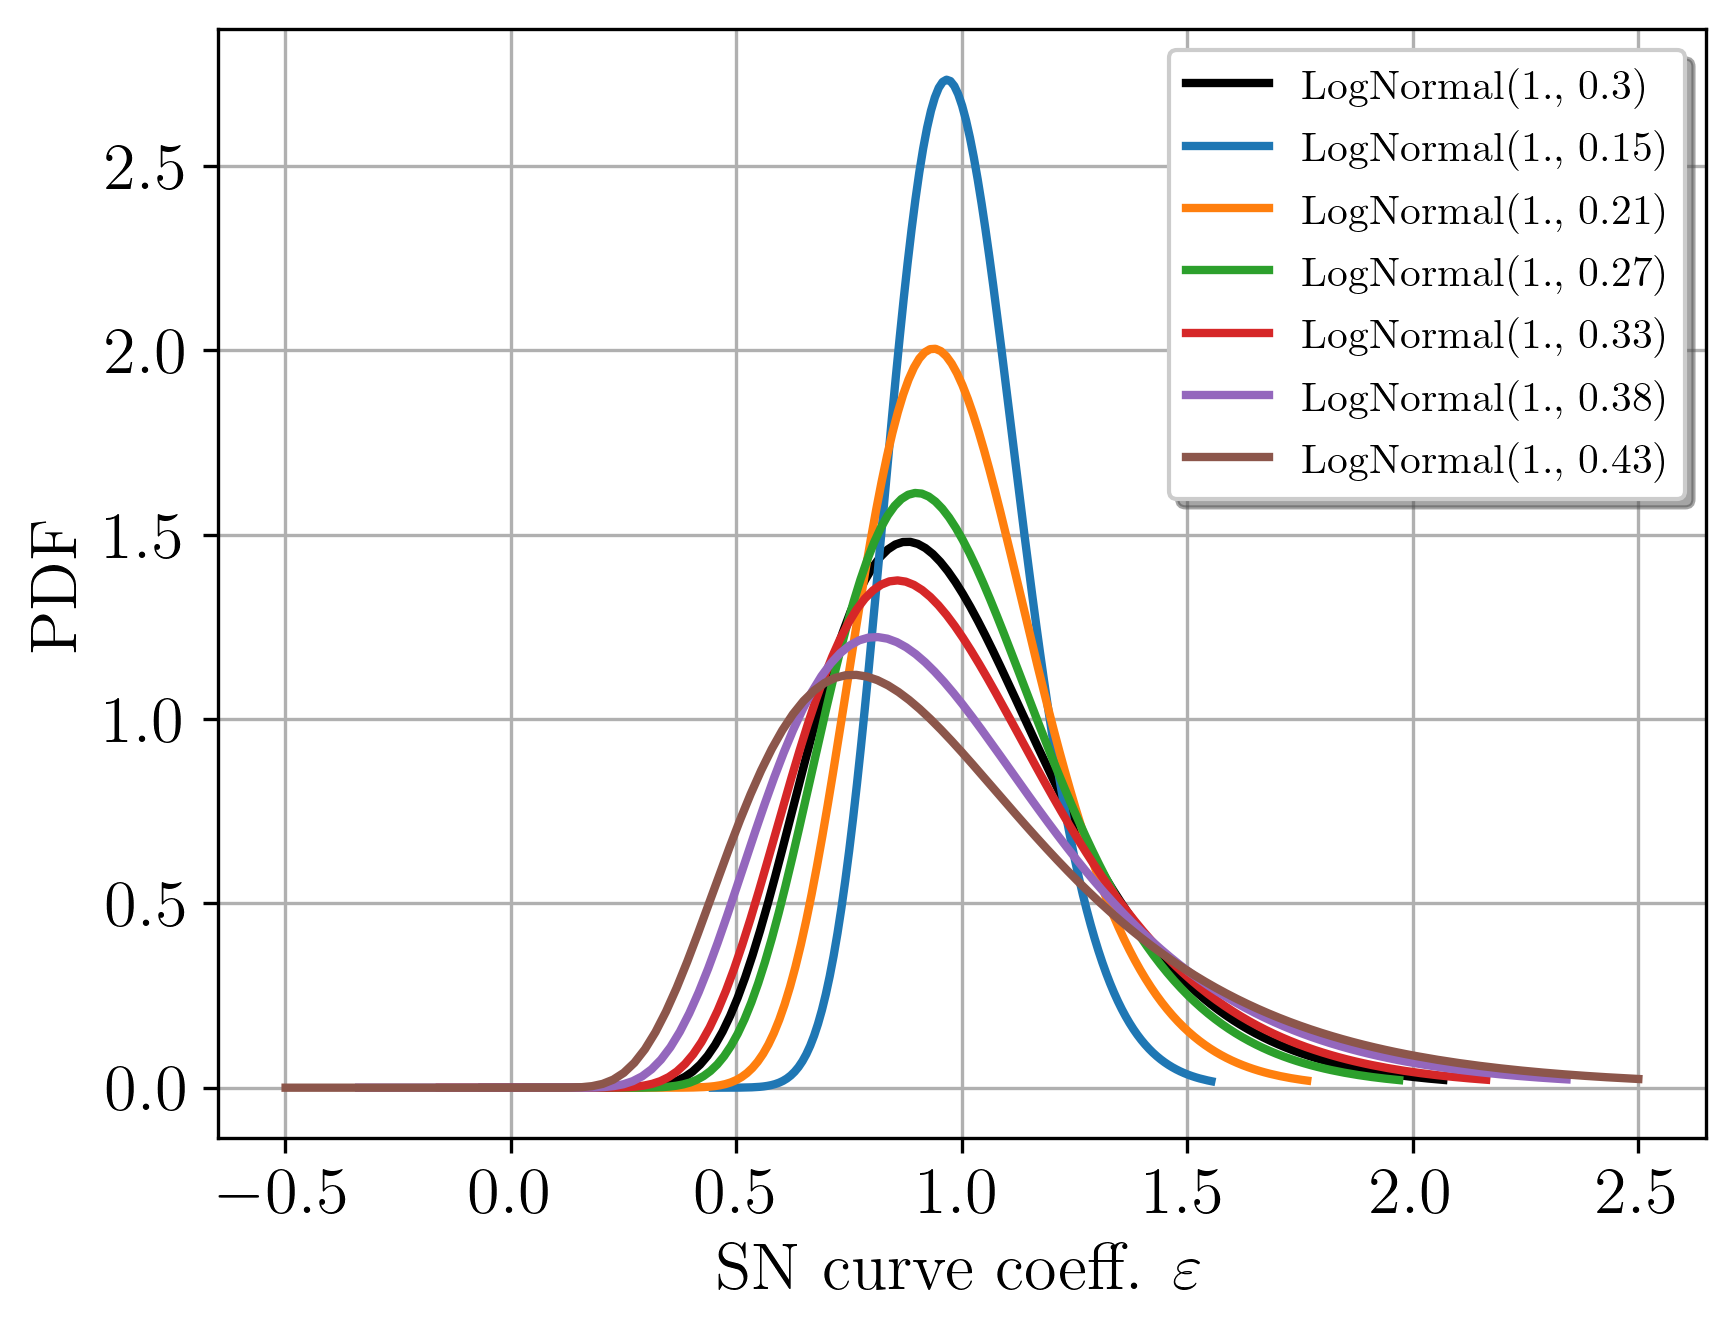 LogNormal(1., 0.3)
LogNormal(1., 0.15)
LogNormal(1., 0.21)
LogNormal(1., 0.27)
LogNormal(1., 0.33)
LogNormal(1., 0.38)
LogNormal(1., 0.43)
PDF
2.5
2.0
1.5
1.0
0.5
0.0
−0.5 0.0 0.5 1.0 1.5 2.0 2.5
SN curve coeff. ε